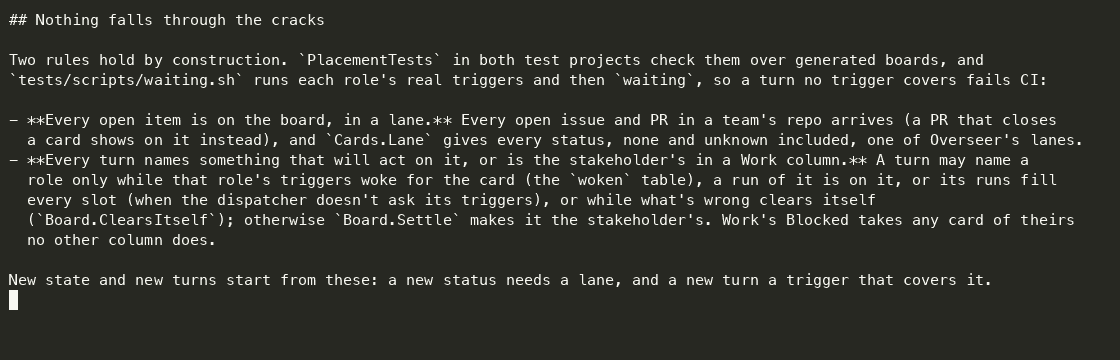 ## Nothing falls through the cracks
Two rules hold by construction. `PlacementTests` in both test projects check them over generated boards, and
`tests/scripts/waiting.sh` runs each role's real triggers and then `waiting`, so a turn no trigger covers fails CI:
– **Every open item is on the board, in a lane.** Every open issue and PR in a team's repo arrives (a PR that closes
a card shows on it instead), and `Cards.Lane` gives every status, none and unknown included, one of Overseer's lanes.
– **Every turn names something that will act on it, or is the stakeholder's in a Work column.** A turn may name a
role only while that role's triggers woke for the card (the `woken` table), a run of it is on it, or its runs fill
every slot (when the dispatcher doesn't ask its triggers), or while what's wrong clears itself
(`Board.ClearsItself`); otherwise `Board.Settle` makes it the stakeholder's. Work's Blocked takes any card of theirs
no other column does.
New state and new turns start from these: a new status needs a lane, and a new turn a trigger that covers it.